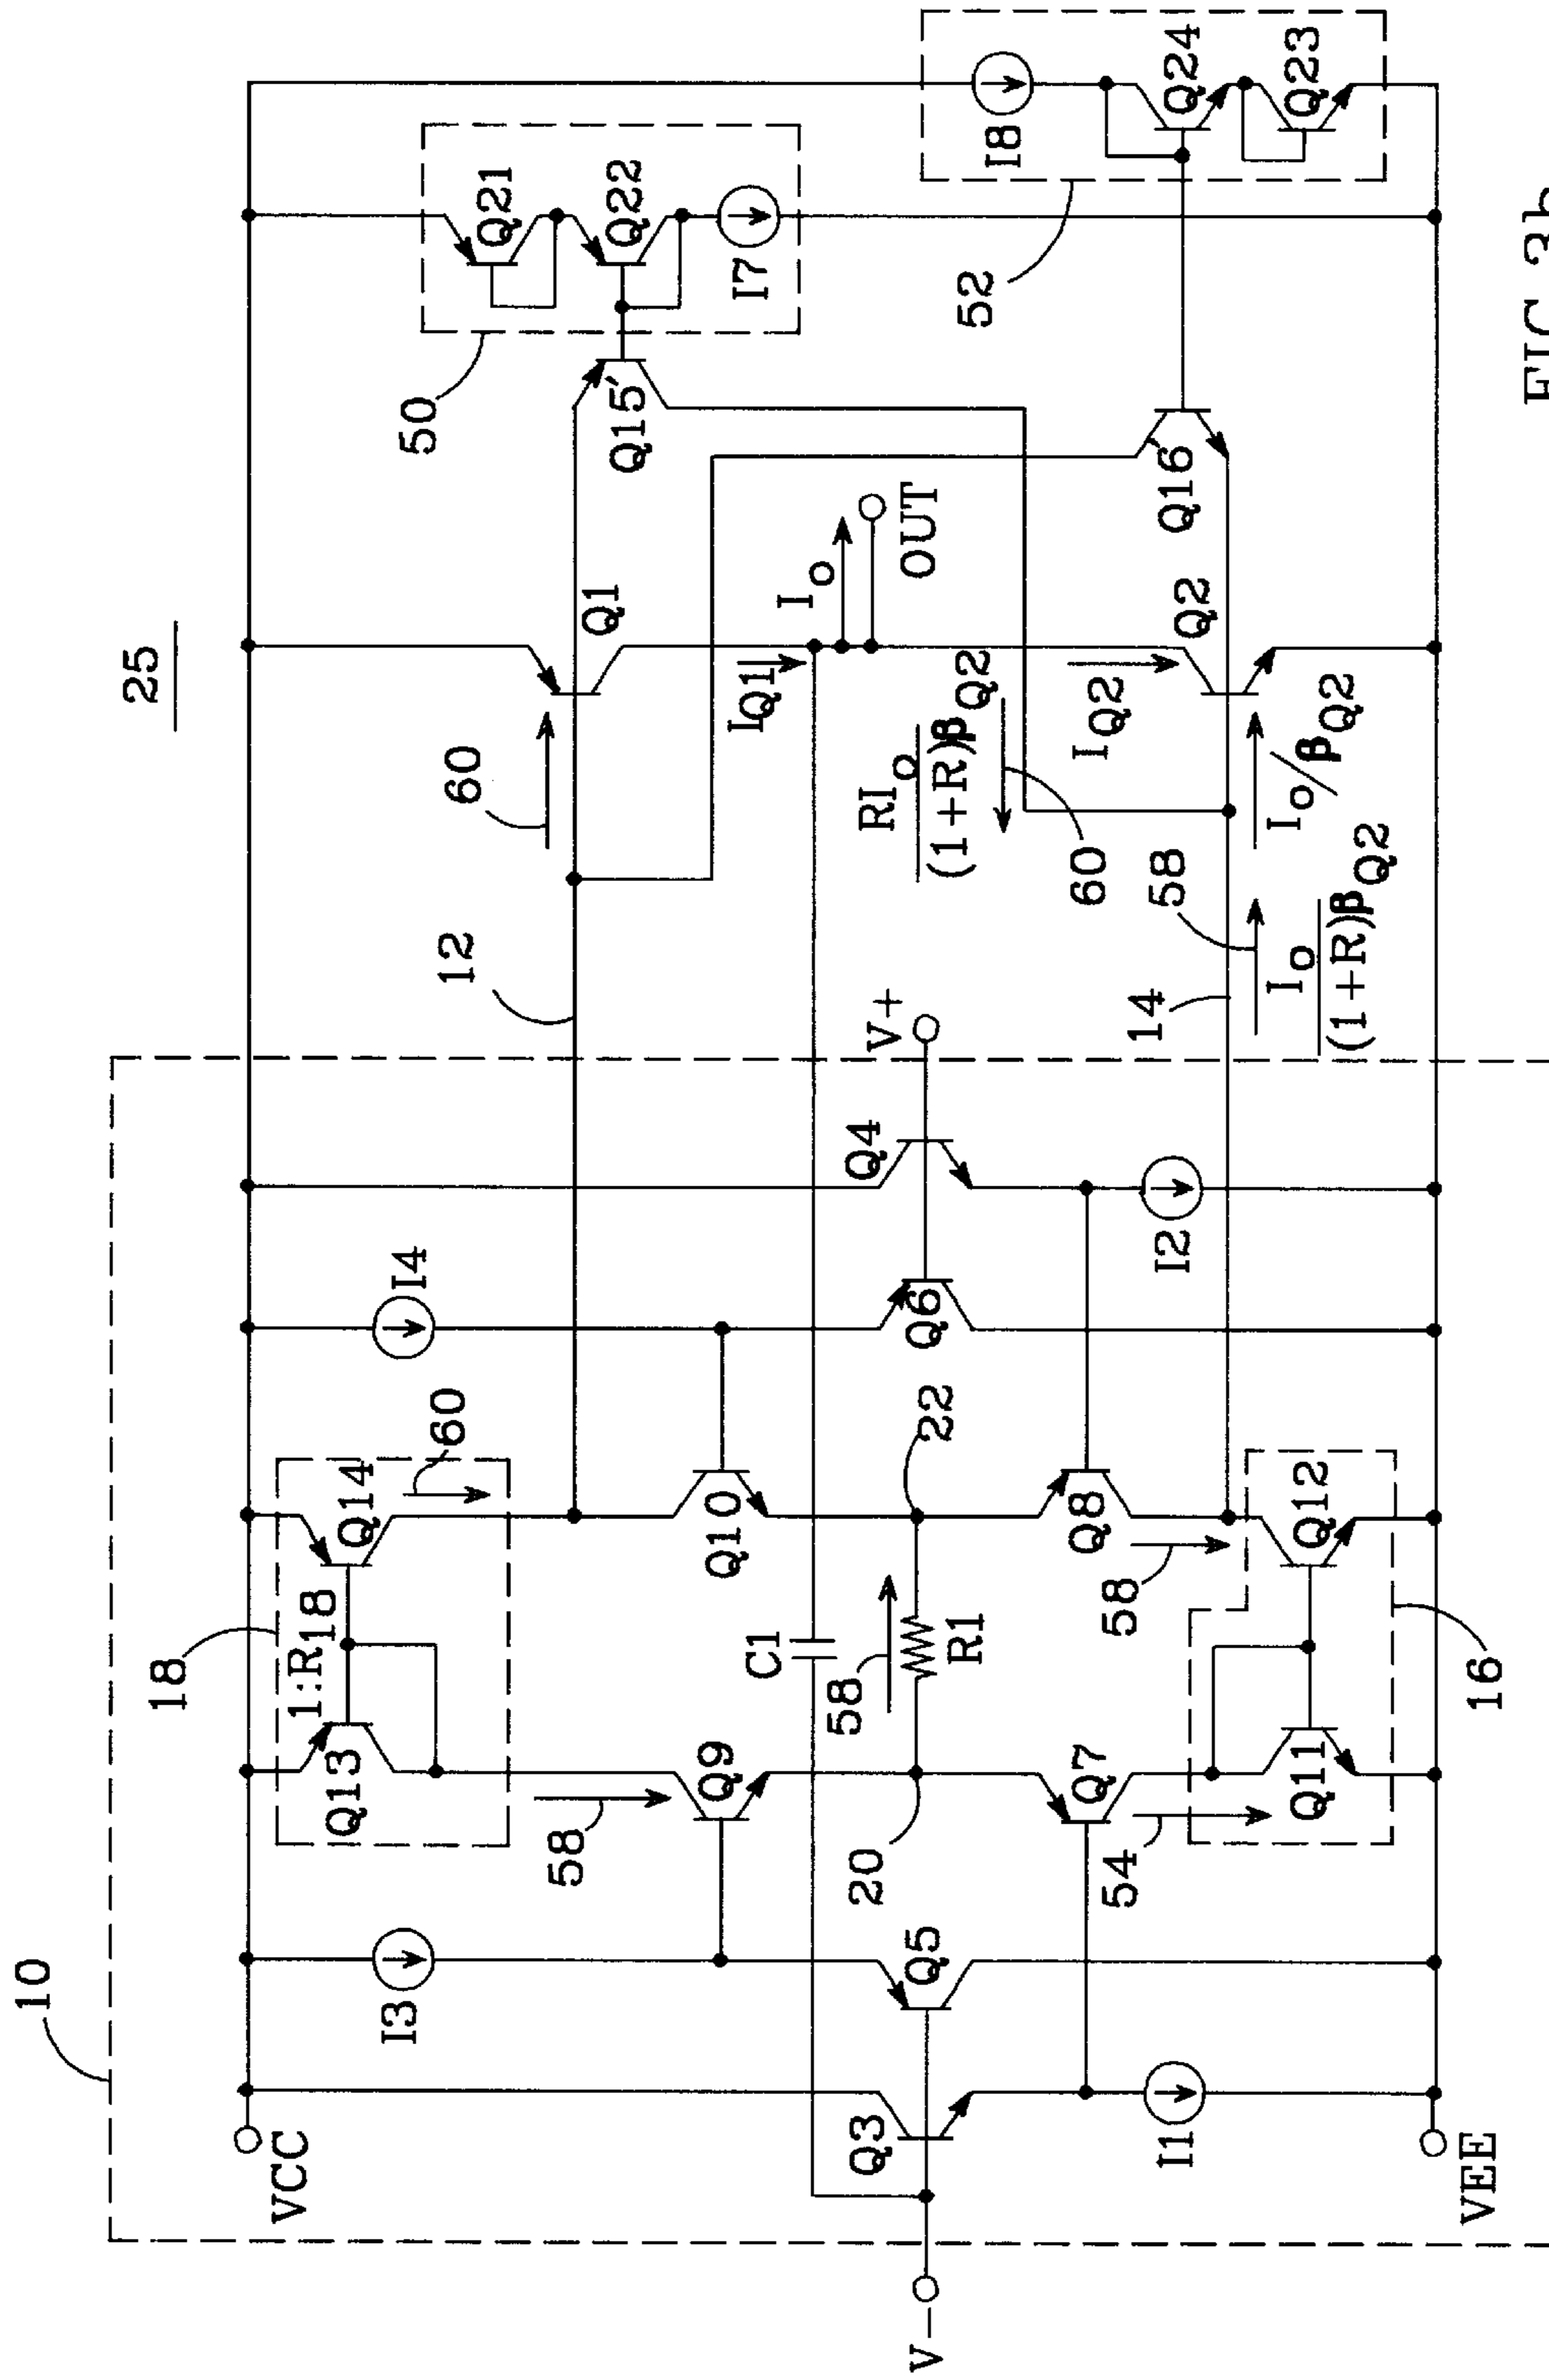 25
10
VCC
18
Q13
1:R18
Q14
60
I4
12
60
Q1
50
Q21
Q22
I7
Q15'
I3
58
Q9
Q10
Q5
Q3
V-
C1
58
R1
20
22
Q6
Q4
V+
IQ1
Io
OUT
RIo
(1+R)βQ2
60
IQ2
Q2
Q16
52
I8
Q24
Q23
I1
Q7
54
Q11
Q8
58
Q12
16
I2
14
58
Io
(1+R)βQ2
Io/βQ2
VEE
FIG. 3b